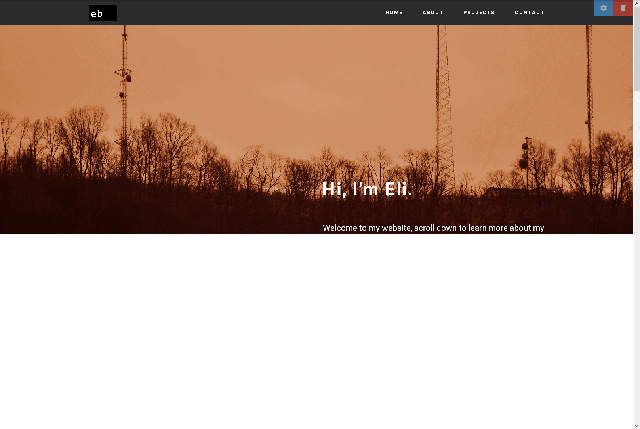 eb
HOME ABOUT PROJECTS CONTACT
Hi, I'm Eli.
Welcome to my website, scroll down to learn more about my